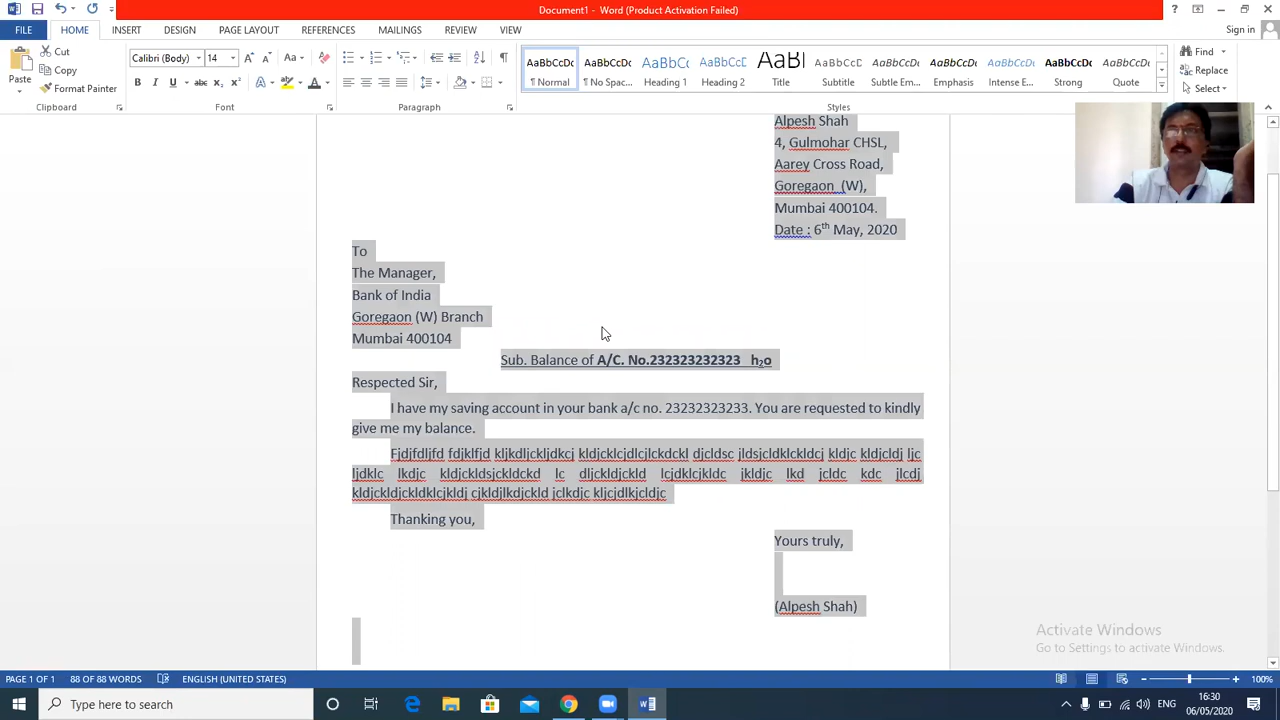 Document1 - Word (Product Activation Failed)
FILE HOME INSERT DESIGN PAGE LAYOUT REFERENCES MAILINGS REVIEW VIEW Sign in
Paste
Cut
Copy
Format Painter
Clipboard
Calibri (Body) 14
Font
Paragraph
AaBbCcDc AaBbCcDc AaBbC AaBbCc AaBI AaBbCcDc AaBbCcDc AaBbCcDc AaBbCcDc AaBbCcDc AaBbCcDc
¶ Normal ¶ No Spac... Heading 1 Heading 2 Title Subtitle Subtle Em... Emphasis Intense E... Strong Quote
Styles
Find
Replace
Select
Alpesh Shah
4, Gulmohar CHSL,
Aarey Cross Road,
Goregaon (W),
Mumbai 400104.
Date : 6th May, 2020
To
The Manager,
Bank of India
Goregaon (W) Branch
Mumbai 400104
Sub. Balance of A/C. No.232323232323 h2o
Respected Sir,
I have my saving account in your bank a/c no. 23232323233. You are requested to kindly
give me my balance.
Fjdjfdljfd fdjklfjd kljkdljckljdkcj kldjcklcjdlcjlckdckl djcldsc jldsjcldklckldcj kldjc kldjcldj ljc
ljdklc lkdjc kldjckldsjckldckd lc dljckldjckld lcjdklcjkldc jkldjc lkd jcldc kdc jlcdj
kldjckldjckldklcjkldj cjkldjlkdjckld jclkdjc kljcjdlkjcldjc
Thanking you,
Yours truly,
(Alpesh Shah)
Activate Windows
Go to Settings to activate Windows.
PAGE 1 OF 1 88 OF 88 WORDS ENGLISH (UNITED STATES) 100%
Type here to search
ENG
16:30
06/05/2020